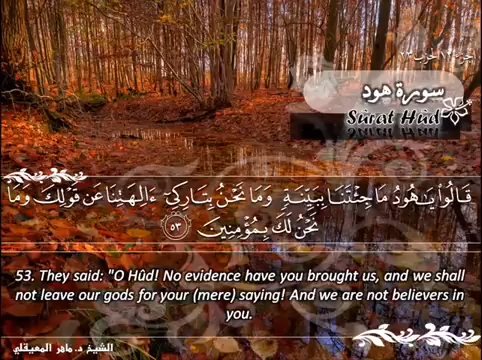 سورة هود
Sûrat Hûd
قَالُوا۟ يَـٰهُودُ مَا جِئْتَنَا بِبَيِّنَةٍ وَمَا نَحْنُ بِتَارِكِىٓ ءَالِهَتِنَا عَن قَوْلِكَ وَمَا
نَحْنُ لَكَ بِمُؤْمِنِينَ ٥٣
53. They said: "O Hûd! No evidence have you brought us, and we shall
not leave our gods for your (mere) saying! And we are not believers in
you.
الشيخ د. ماهر المعيقلي